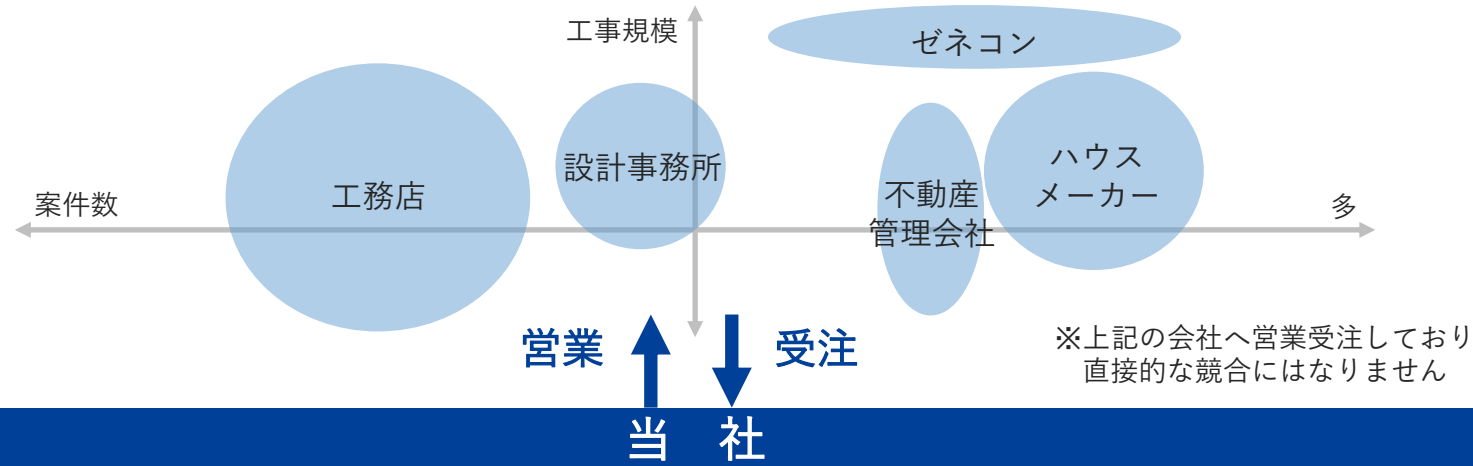 工事規模
ゼネコン
設計事務所
ハウス
メーカー
工務店
不動産
管理会社
案件数
多
営業
受注
※上記の会社へ営業受注しており
直接的な競合にはなりません
当 社